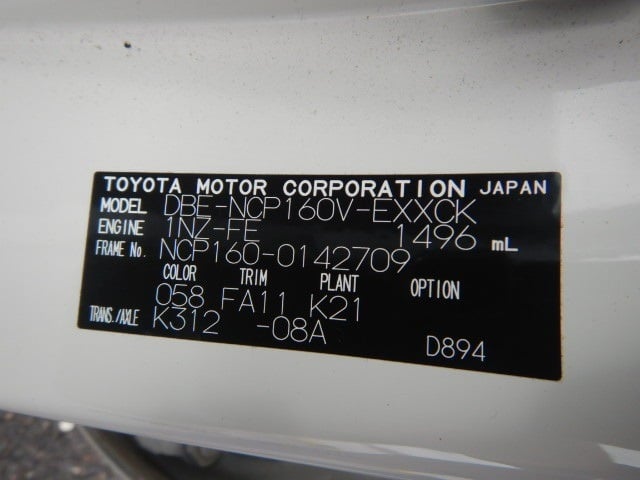 TOYOTA MOTOR CORPORATION JAPAN
MODEL DBE-NCP160V-EXXCK
ENGINE 1NZ-FE 1496 mL
FRAME No. NCP160-0142709
COLOR TRIM PLANT OPTION
058 FA11 K21
TRANS./AXLE K312 -08A
D894